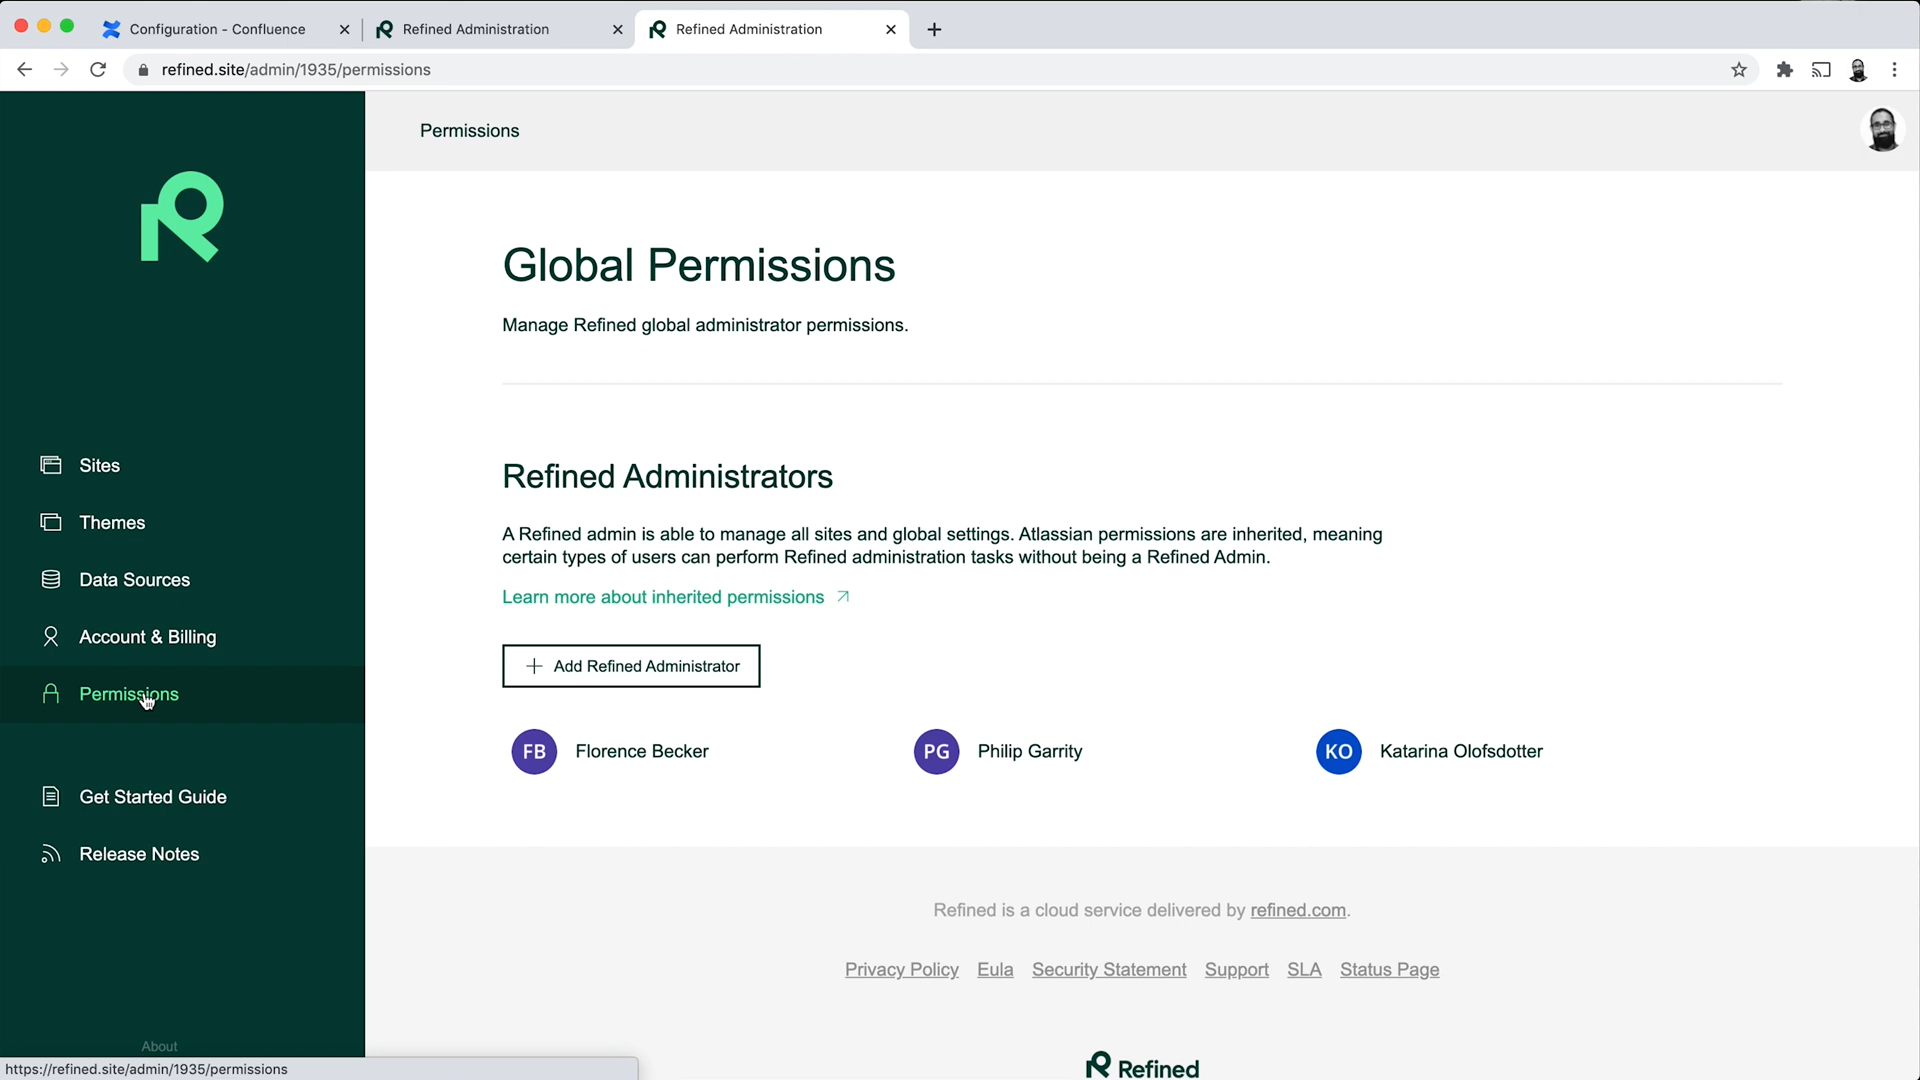 Configuration - Confluence
Refined Administration
Refined Administration
refined.site/admin/1935/permissions
Permissions
Global Permissions
Manage Refined global administrator permissions.
Sites
Themes
Data Sources
Account & Billing
Permissions
Get Started Guide
Release Notes
About
Refined Administrators
A Refined admin is able to manage all sites and global settings. Atlassian permissions are inherited, meaning
certain types of users can perform Refined administration tasks without being a Refined Admin.
Learn more about inherited permissions
Add Refined Administrator
FB Florence Becker
PG Philip Garrity
KO Katarina Olofsdotter
Refined is a cloud service delivered by refined.com.
Privacy Policy Eula Security Statement Support SLA Status Page
Refined
https://refined.site/admin/1935/permissions